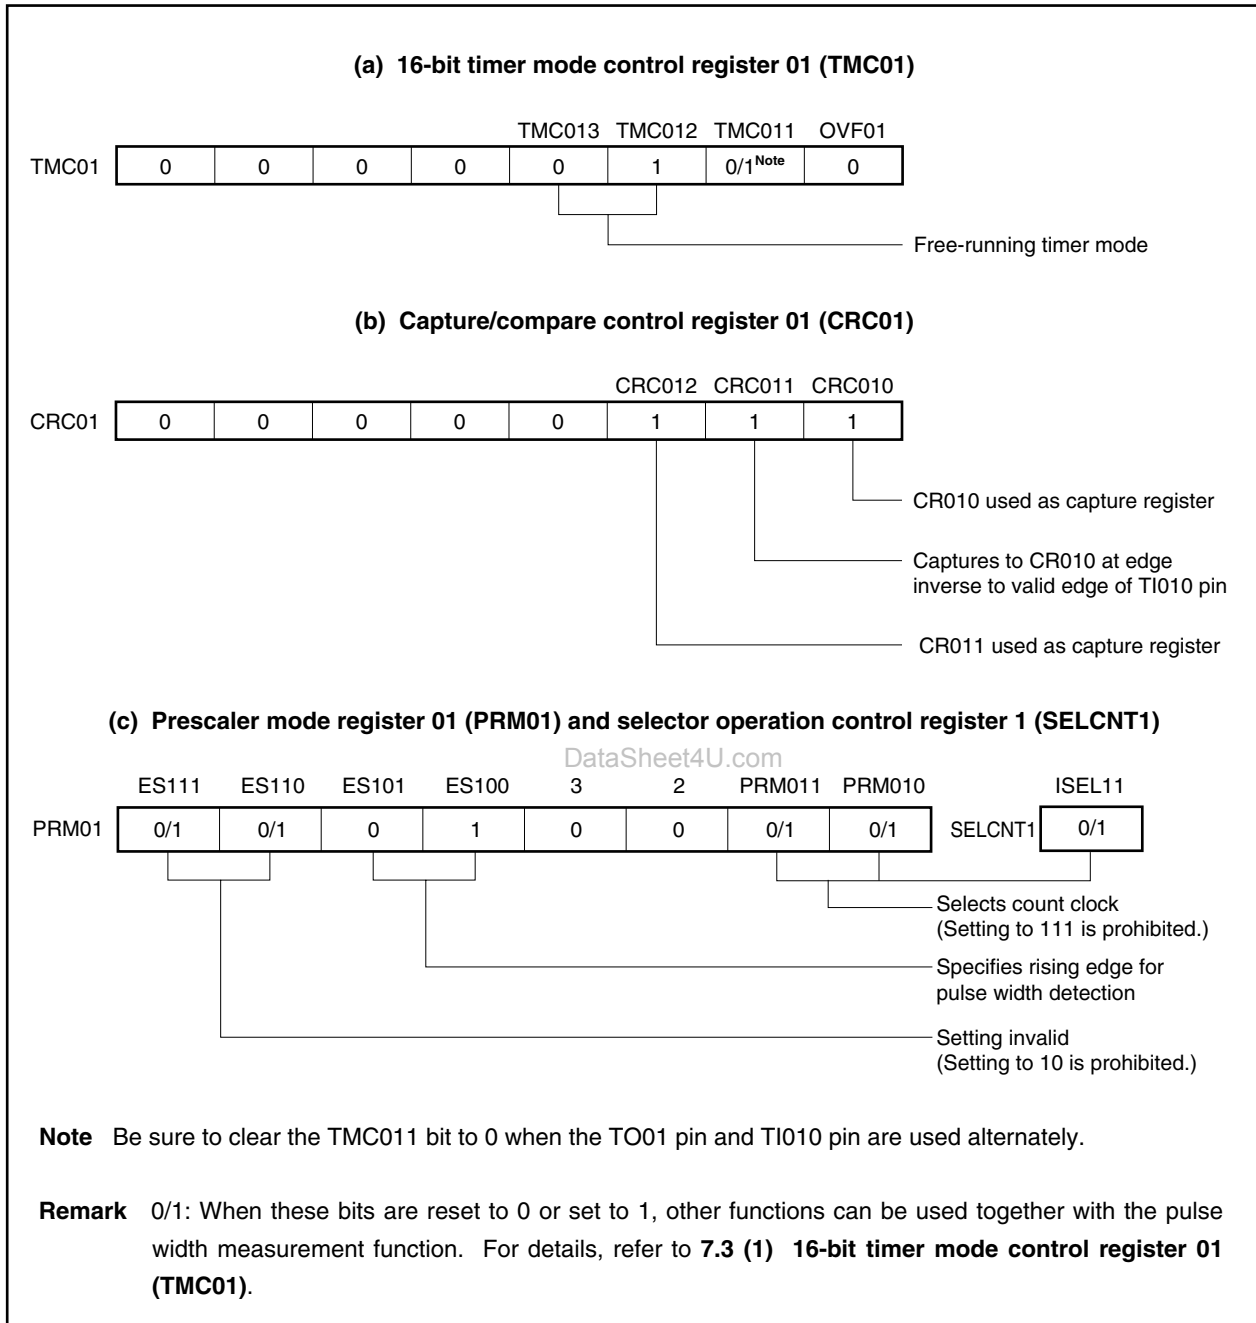 (a) 16-bit timer mode control register 01 (TMC01)
TMC013 TMC012 TMC011 OVF01
TMC01 0 0 0 0 0 1 0/1Note 0
Free-running timer mode
(b) Capture/compare control register 01 (CRC01)
CRC012 CRC011 CRC010
CRC01 0 0 0 0 0 1 1 1
CR010 used as capture register
Captures to CR010 at edge
inverse to valid edge of TI010 pin
CR011 used as capture register
(c) Prescaler mode register 01 (PRM01) and selector operation control register 1 (SELCNT1)
DataSheet4U.com
ES111 ES110 ES101 ES100 3 2 PRM011 PRM010 ISEL11
PRM01 0/1 0/1 0 1 0 0 0/1 0/1 SELCNT1 0/1
Selects count clock
(Setting to 111 is prohibited.)
Specifies rising edge for
pulse width detection
Setting invalid
(Setting to 10 is prohibited.)
Note Be sure to clear the TMC011 bit to 0 when the TO01 pin and TI010 pin are used alternately.
Remark 0/1: When these bits are reset to 0 or set to 1, other functions can be used together with the pulse
width measurement function. For details, refer to 7.3 (1) 16-bit timer mode control register 01
(TMC01).